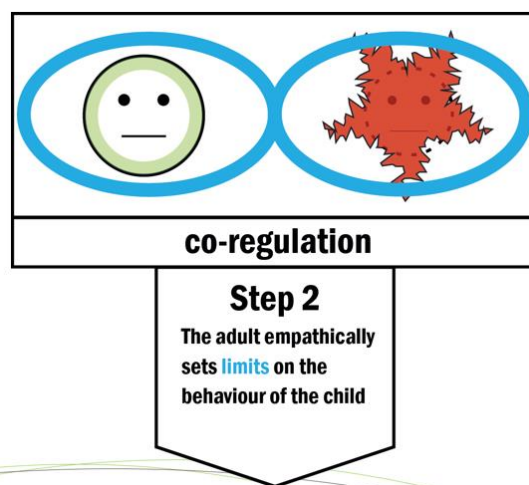 co-regulation
Step 2
The adult empathically
sets limits on the
behaviour of the child